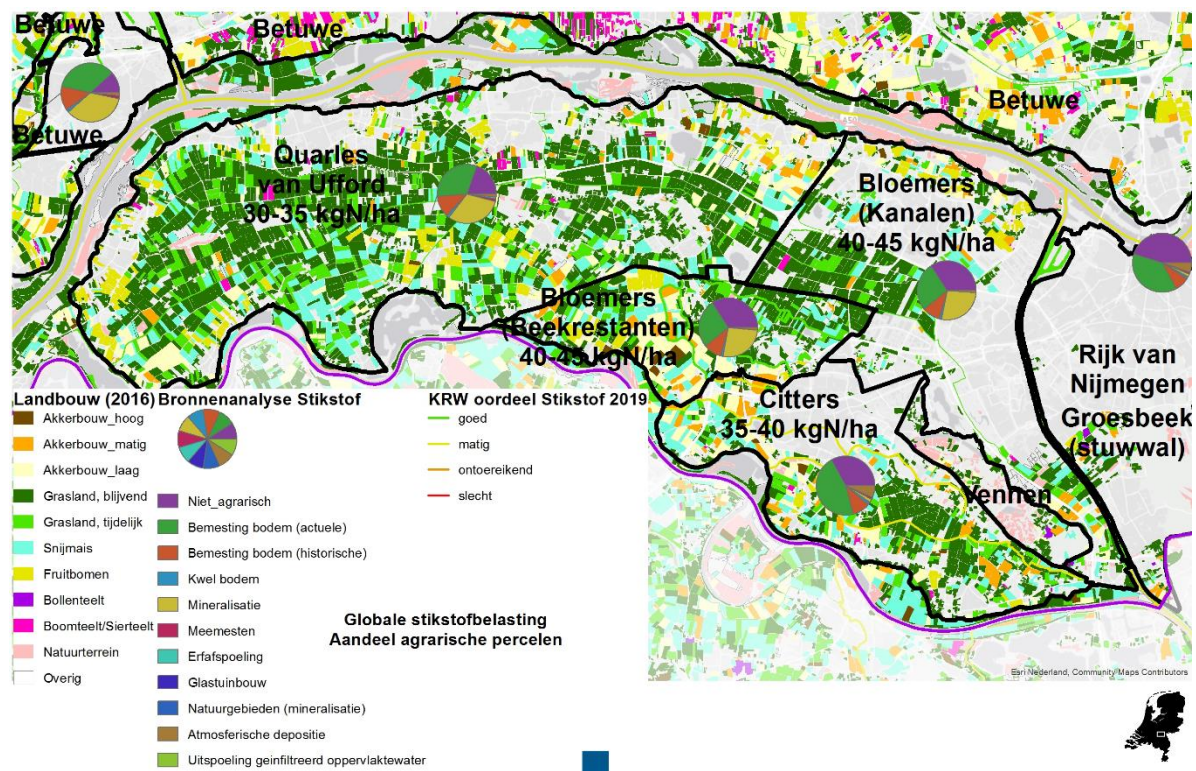 Betuwe
Betuwe
Betuwe
Betuwe
Quarles
van Ufford
30-35 kgN/ha
Bloemers
(Kanalen)
40-45 kgN/ha
Bloemers
(Beekrestanten)
40-45 kgN/ha
Rijk van
Nijmegen
Groesbeek
(stuwwal)
Citters
35-40 kgN/ha
Vennen
Landbouw (2016)
Akkerbouw_hoog
Akkerbouw_matig
Akkerbouw_laag
Grasland, blijvend
Grasland, tijdelijk
Snijmais
Fruitbomen
Bollenteelt
Boomteelt/Sierteelt
Natuurterrein
Overig
Bronnenanalyse Stikstof
Niet_agrarisch
Bemesting bodem (actuele)
Bemesting bodem (historische)
Kwel bodem
Mineralisatie
Meemesten
Erfafspoeling
Glastuinbouw
Natuurgebieden (mineralisatie)
Atmosferische depositie
Uitspoeling geinfiltreerd oppervlaktewater
KRW oordeel Stikstof 2019
goed
matig
ontoereikend
slecht
Globale stikstofbelasting
Aandeel agrarische percelen
Esri Nederland, Community Maps Contributors